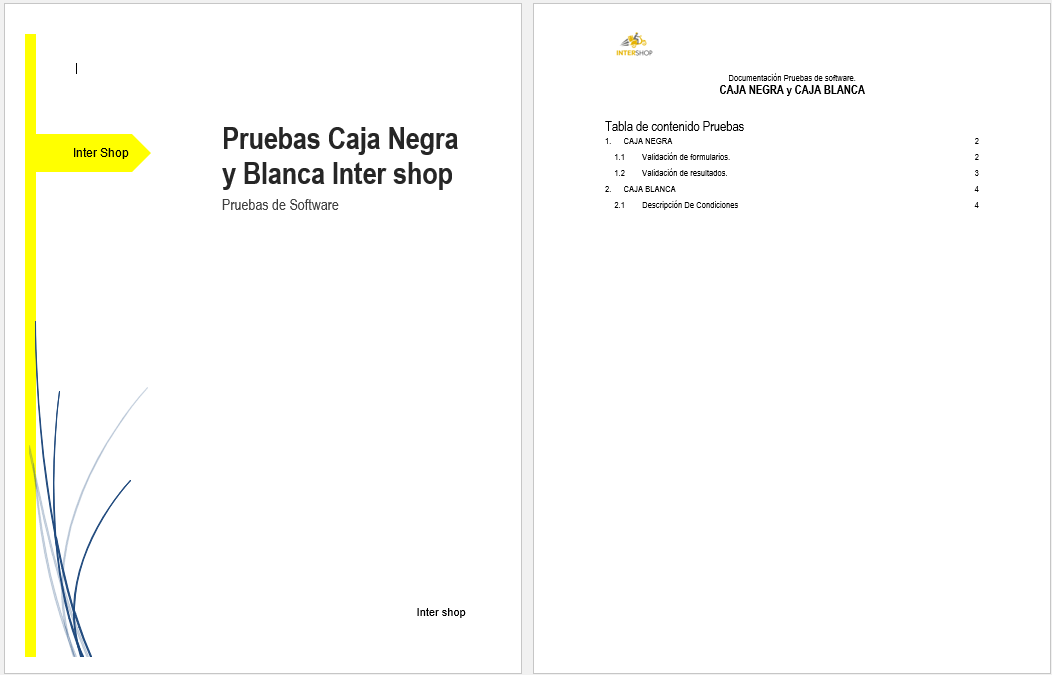 Inter Shop
Pruebas Caja Negra
y Blanca Inter shop
Pruebas de Software
Inter shop
INTERSHOP
Documentación Pruebas de software.
CAJA NEGRA y CAJA BLANCA
Tabla de contenido Pruebas
1. CAJA NEGRA 2
1.1 Validación de formularios. 2
1.2 Validación de resultados. 3
2. CAJA BLANCA 4
2.1 Descripción De Condiciones 4